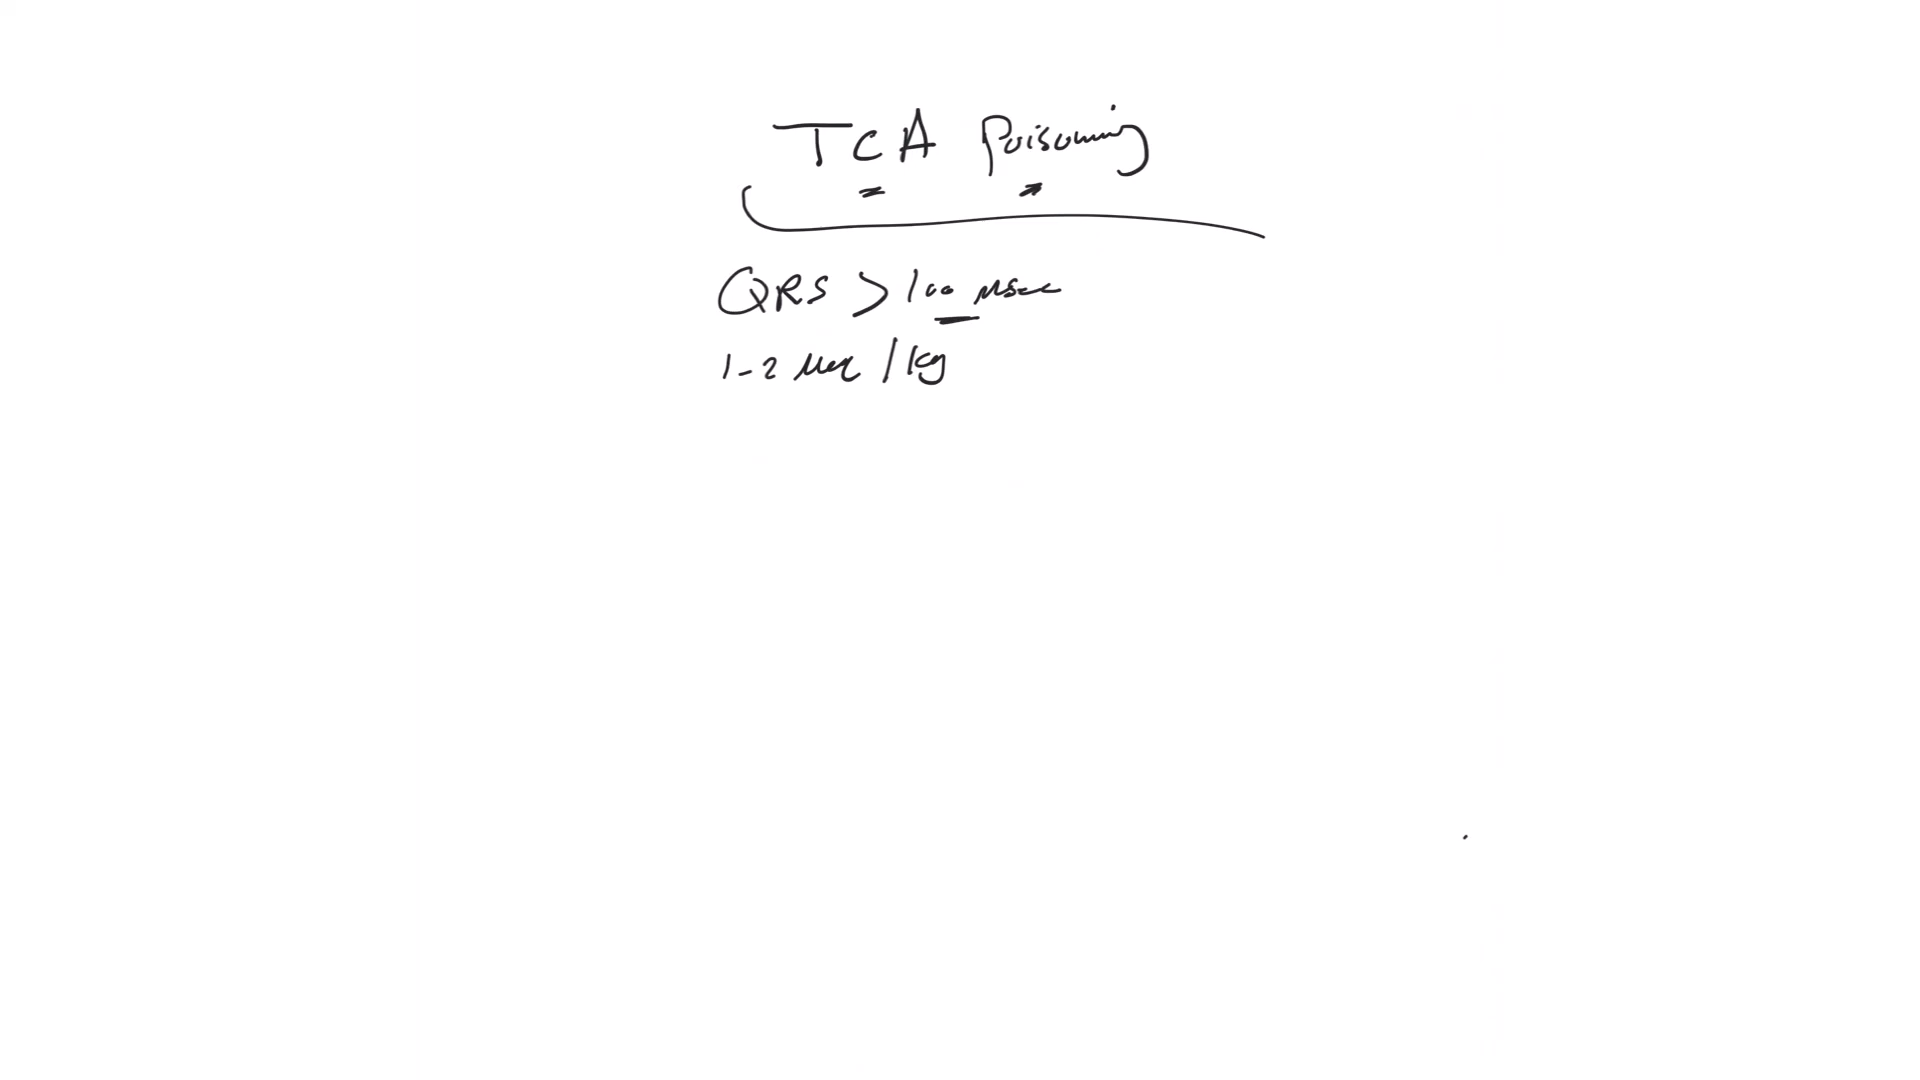 TCA Poisoning
QRS > 100 msec
1-2 meq / kg